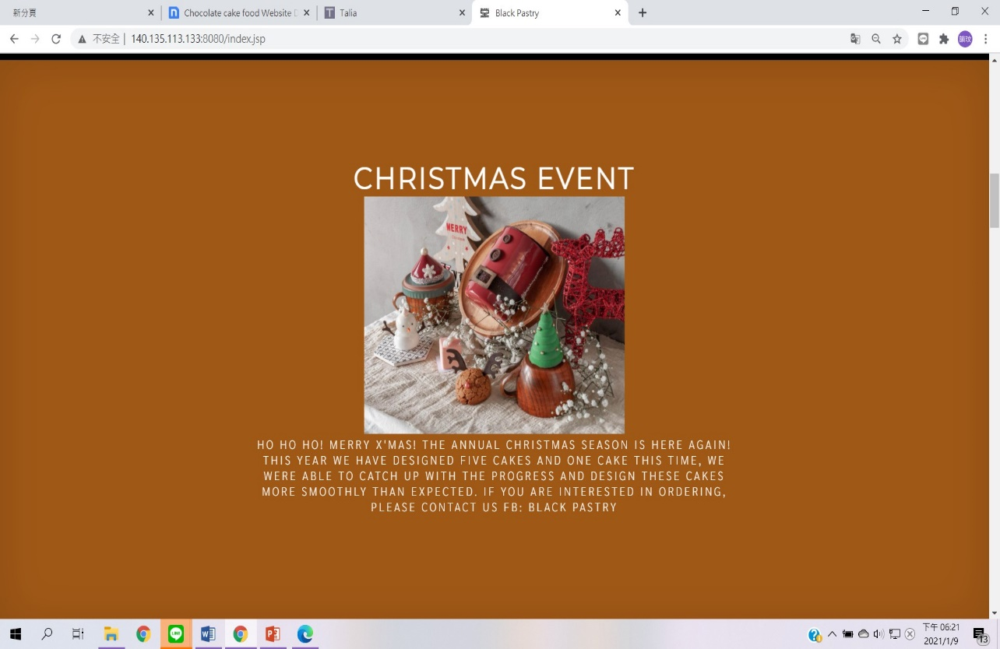 新分頁
Chocolate cake food Website
Talia
Black Pastry
不安全 | 140.135.113.133:8080/index.jsp
CHRISTMAS EVENT
MERRY
HO HO HO! MERRY X'MAS! THE ANNUAL CHRISTMAS SEASON IS HERE AGAIN!
THIS YEAR WE HAVE DESIGNED FIVE CAKES AND ONE CAKE THIS TIME, WE
WERE ABLE TO CATCH UP WITH THE PROGRESS AND DESIGN THESE CAKES
MORE SMOOTHLY THAN EXPECTED. IF YOU ARE INTERESTED IN ORDERING,
PLEASE CONTACT US FB: BLACK PASTRY
下午 06:21
2021/1/9
13